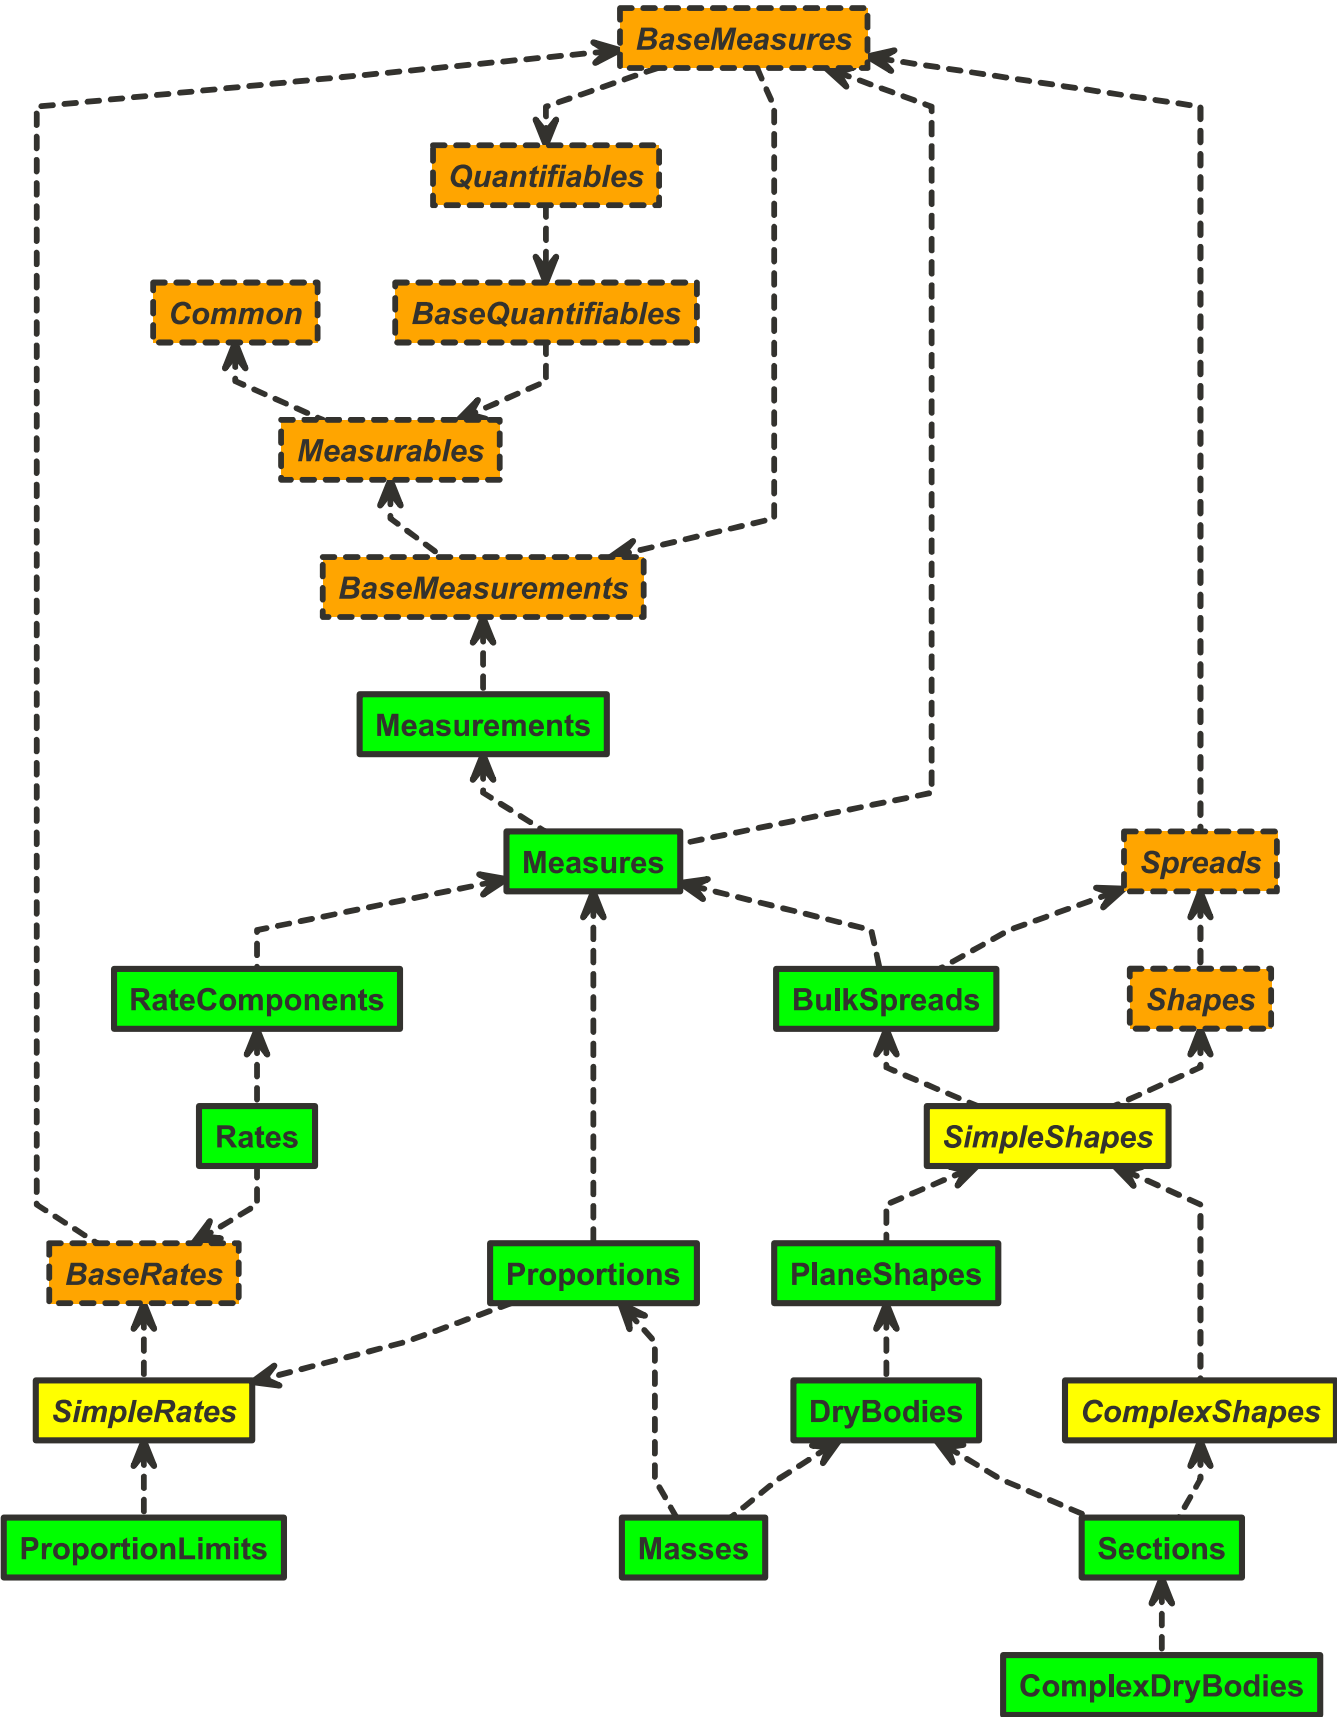 BaseMeasures
Quantifiables
Common
BaseQuantifiables
Measurables
BaseMeasurements
Measurements
Measures
Spreads
RateComponents
BulkSpreads
Shapes
Rates
SimpleShapes
BaseRates
Proportions
PlaneShapes
SimpleRates
DryBodies
ComplexShapes
ProportionLimits
Masses
Sections
ComplexDryBodies